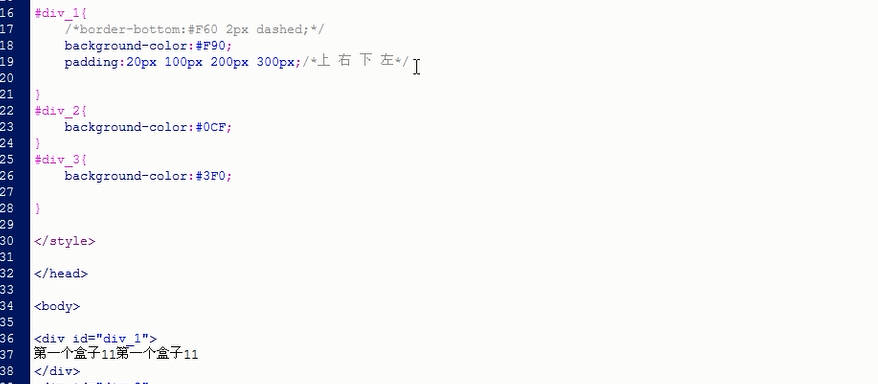 16 #div_1{
17 /*border-bottom:#F60 2px dashed;*/
18 background-color:#F90;
19 padding:20px 100px 200px 300px;/*上 右 下 左*/
20
21 }
22 #div_2{
23 background-color:#0CF;
24 }
25 #div_3{
26 background-color:#3F0;
27
28 }
29
30 </style>
31
32 </head>
33
34 <body>
35
36 <div id="div_1">
37 第一个盒子11第一个盒子11
38 </div>